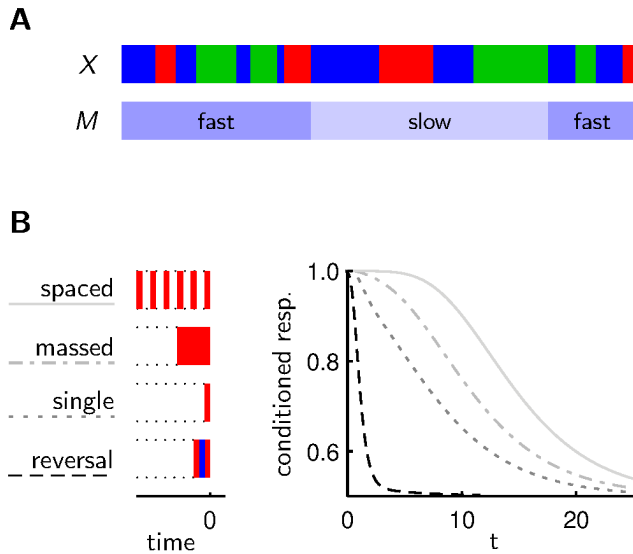 A
X
M
fast
slow
fast
B
spaced
massed
single
reversal
0
time
conditioned resp.
1.0
0.8
0.6
0
10
20
t